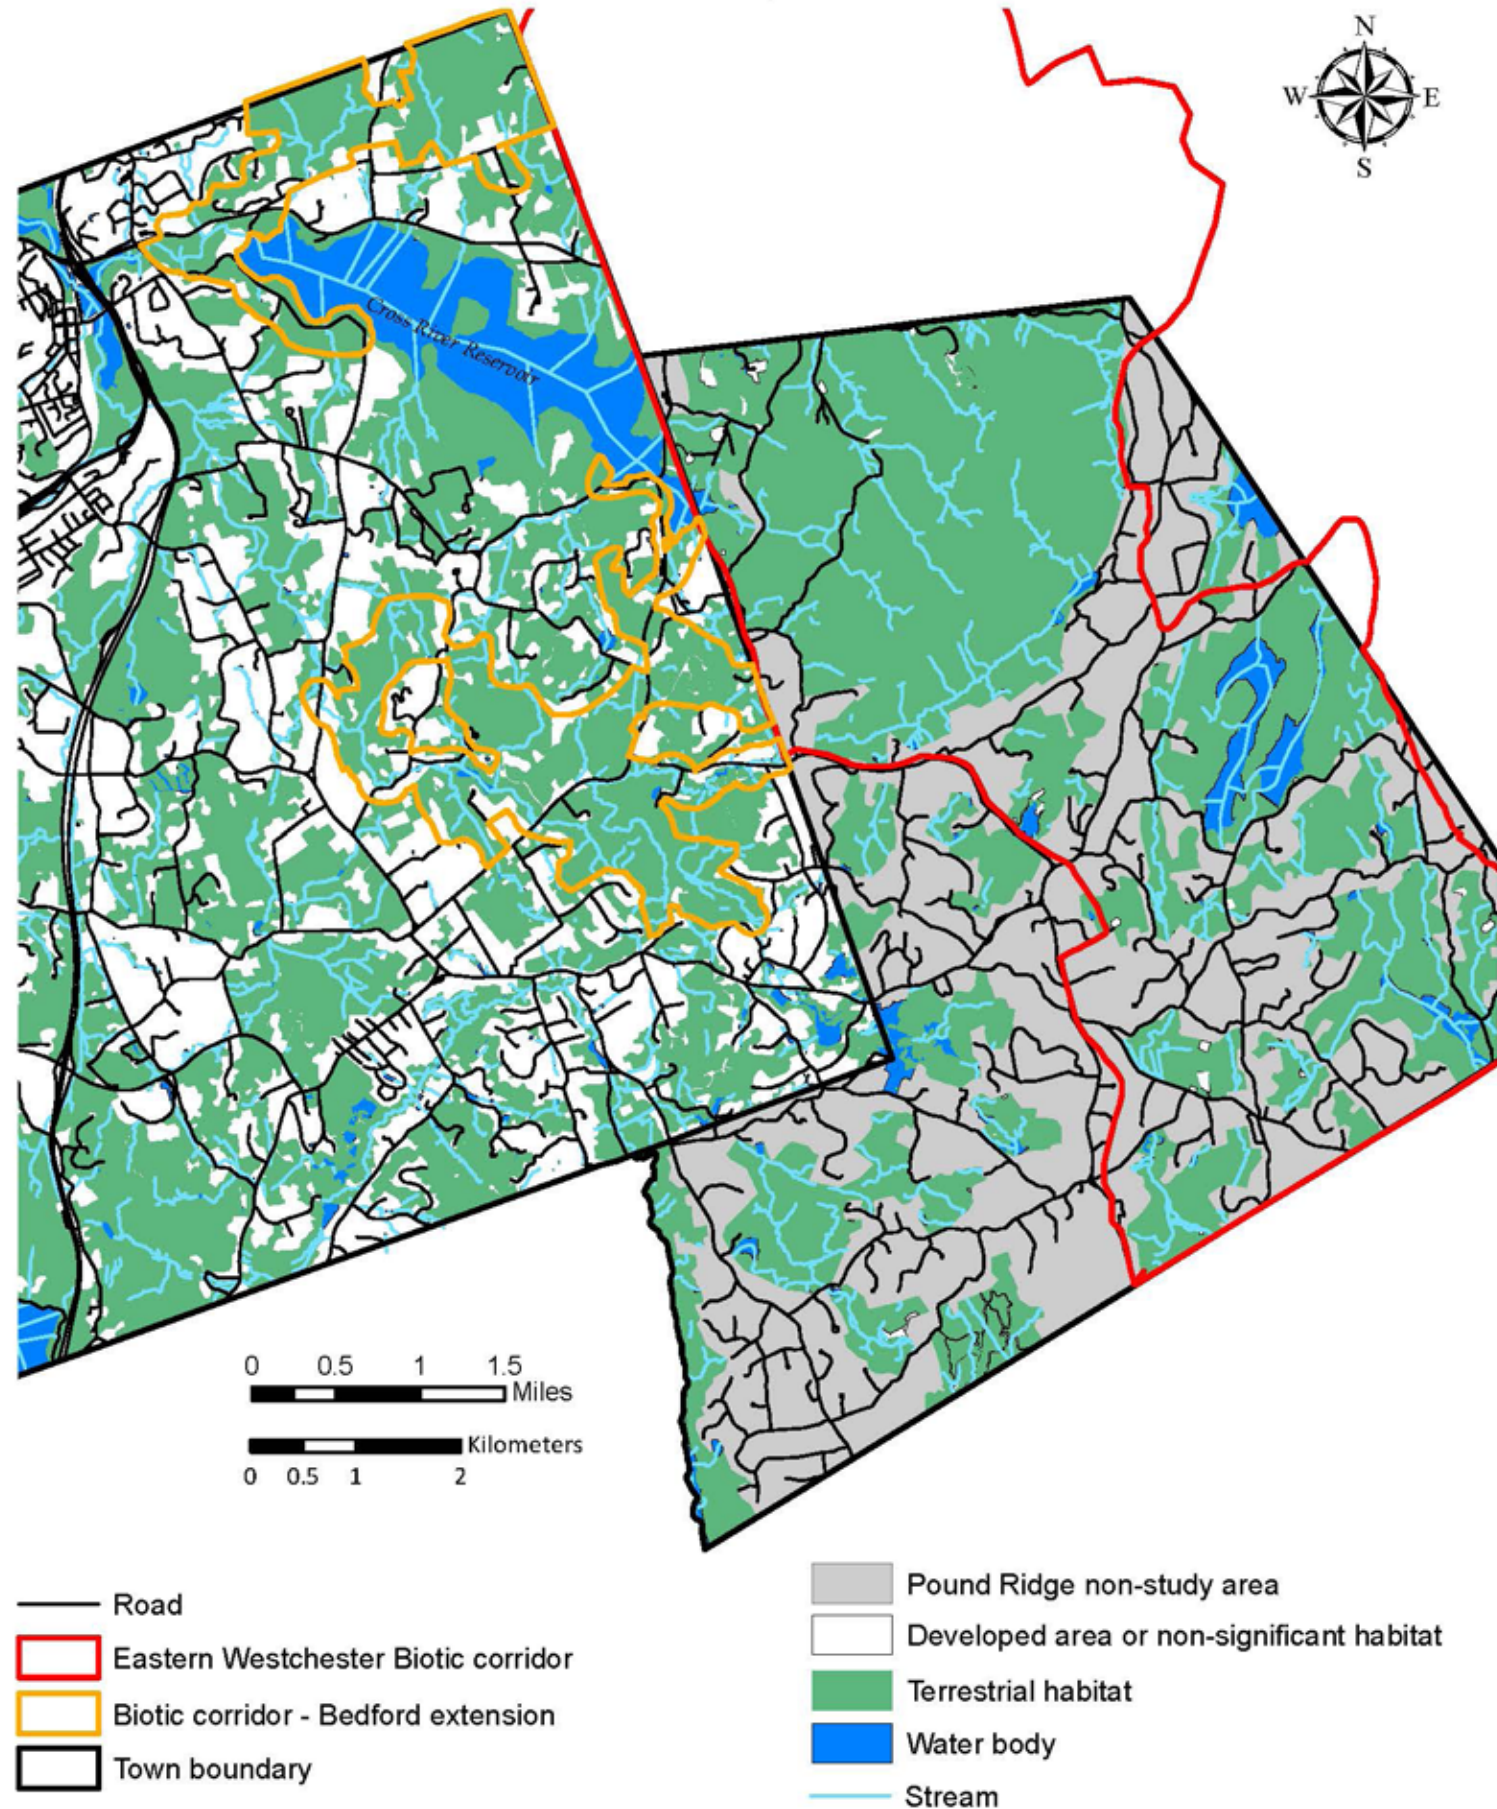 N
W E
S
Cross River Reservoir
0 0.5 1 1.5
Miles
Kilometers
0 0.5 1 2
Road
Eastern Westchester Biotic corridor
Biotic corridor - Bedford extension
Town boundary
Pound Ridge non-study area
Developed area or non-significant habitat
Terrestrial habitat
Water body
Stream